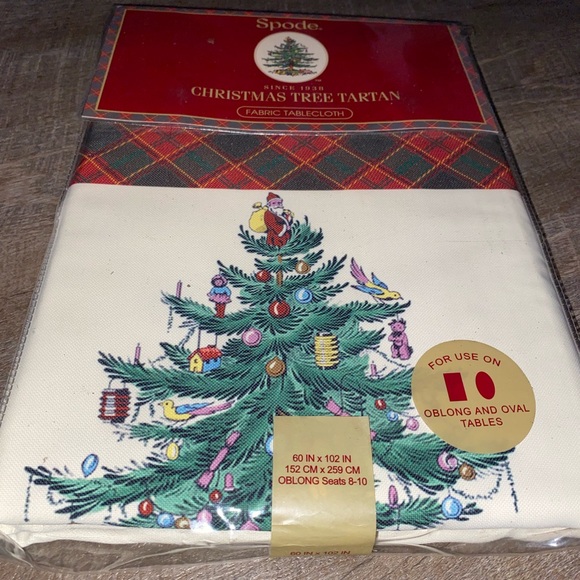 Spode.
SINCE 1938
CHRISTMAS TREE TARTAN
FABRIC TABLECLOTH
FOR USE ON
OBLONG AND OVAL
TABLES
60 IN x 102 IN
152 CM x 259 CM
OBLONG Seats 8-10
60 IN x 102 IN